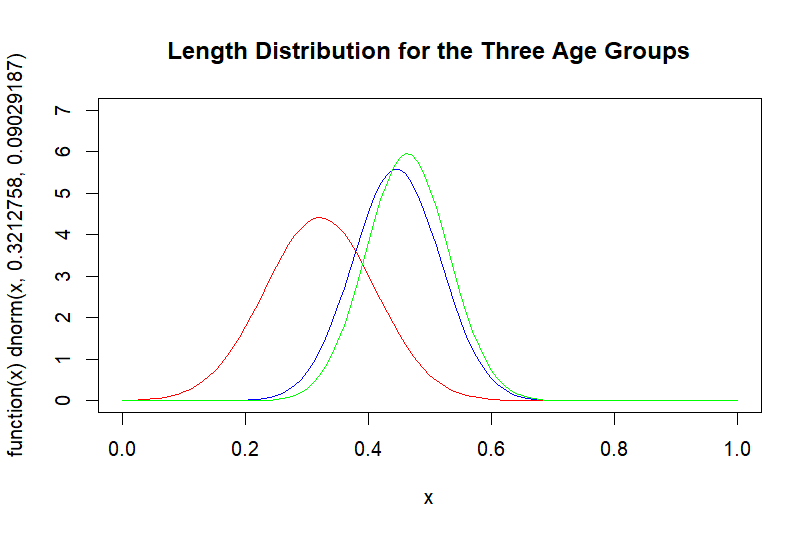 Length Distribution for the Three Age Groups
function(x) dnorm(x, 0.3212758, 0.09029187)
7
6
5
4
3
2
1
0
0.0 0.2 0.4 0.6 0.8 1.0
x